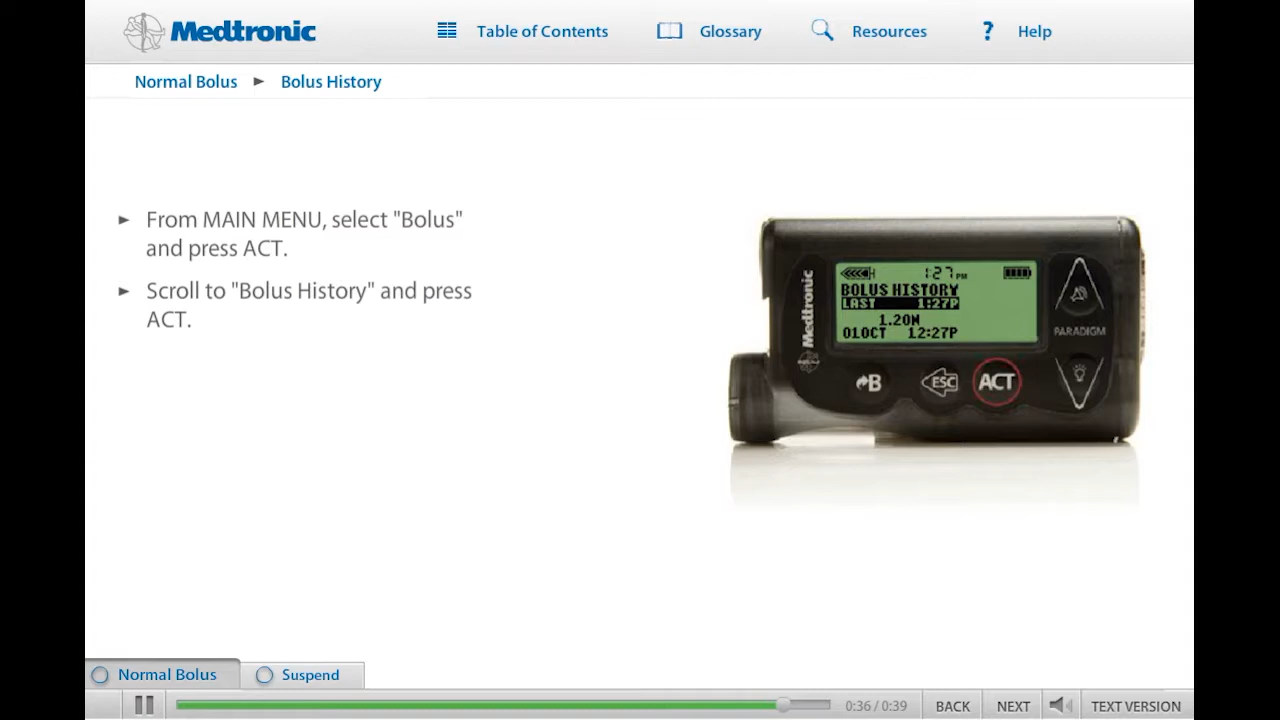 Medtronic
Table of Contents
Glossary
Resources
? Help
Normal Bolus ► Bolus History
► From MAIN MENU, select "Bolus"
and press ACT.
► Scroll to "Bolus History" and press
ACT.
Medtronic
1:27 PM
BOLUS HISTORY
LAST 1:27P
1.20N
01OCT 12:27P
PARADIGM
B
ESC
ACT
Normal Bolus
Suspend
0:36 / 0:39
BACK
NEXT
TEXT VERSION